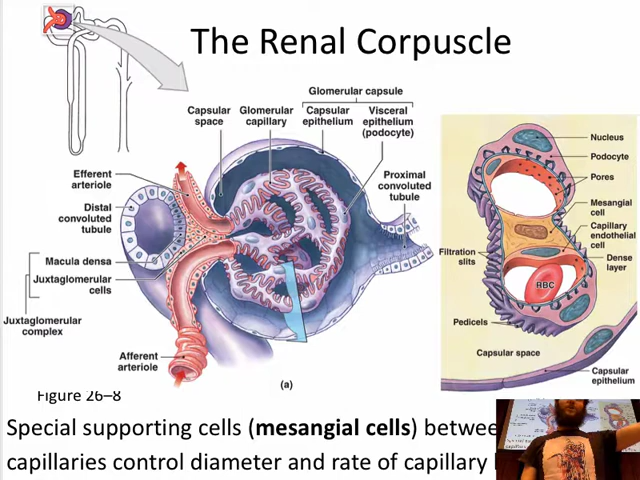 The Renal Corpuscle
Glomerular capsule
Capsular
space
Glomerular
capillary
Capsular
epithelium
Visceral
epithelium
(podocyte)
Efferent
arteriole
Distal
convoluted
tubule
Macula densa
Juxtaglomerular
cells
Juxtaglomerular
complex
Afferent
arteriole
Proximal
convoluted
tubule
(a)
Nucleus
Podocyte
Pores
Mesangial
cell
Capillary
endothelial
cell
Dense
layer
Filtration
slits
RBC
Pedicels
Capsular space
Capsular
epithelium
Figure 26–8
Special supporting cells (mesangial cells)
capillaries control diameter and rate of capillary